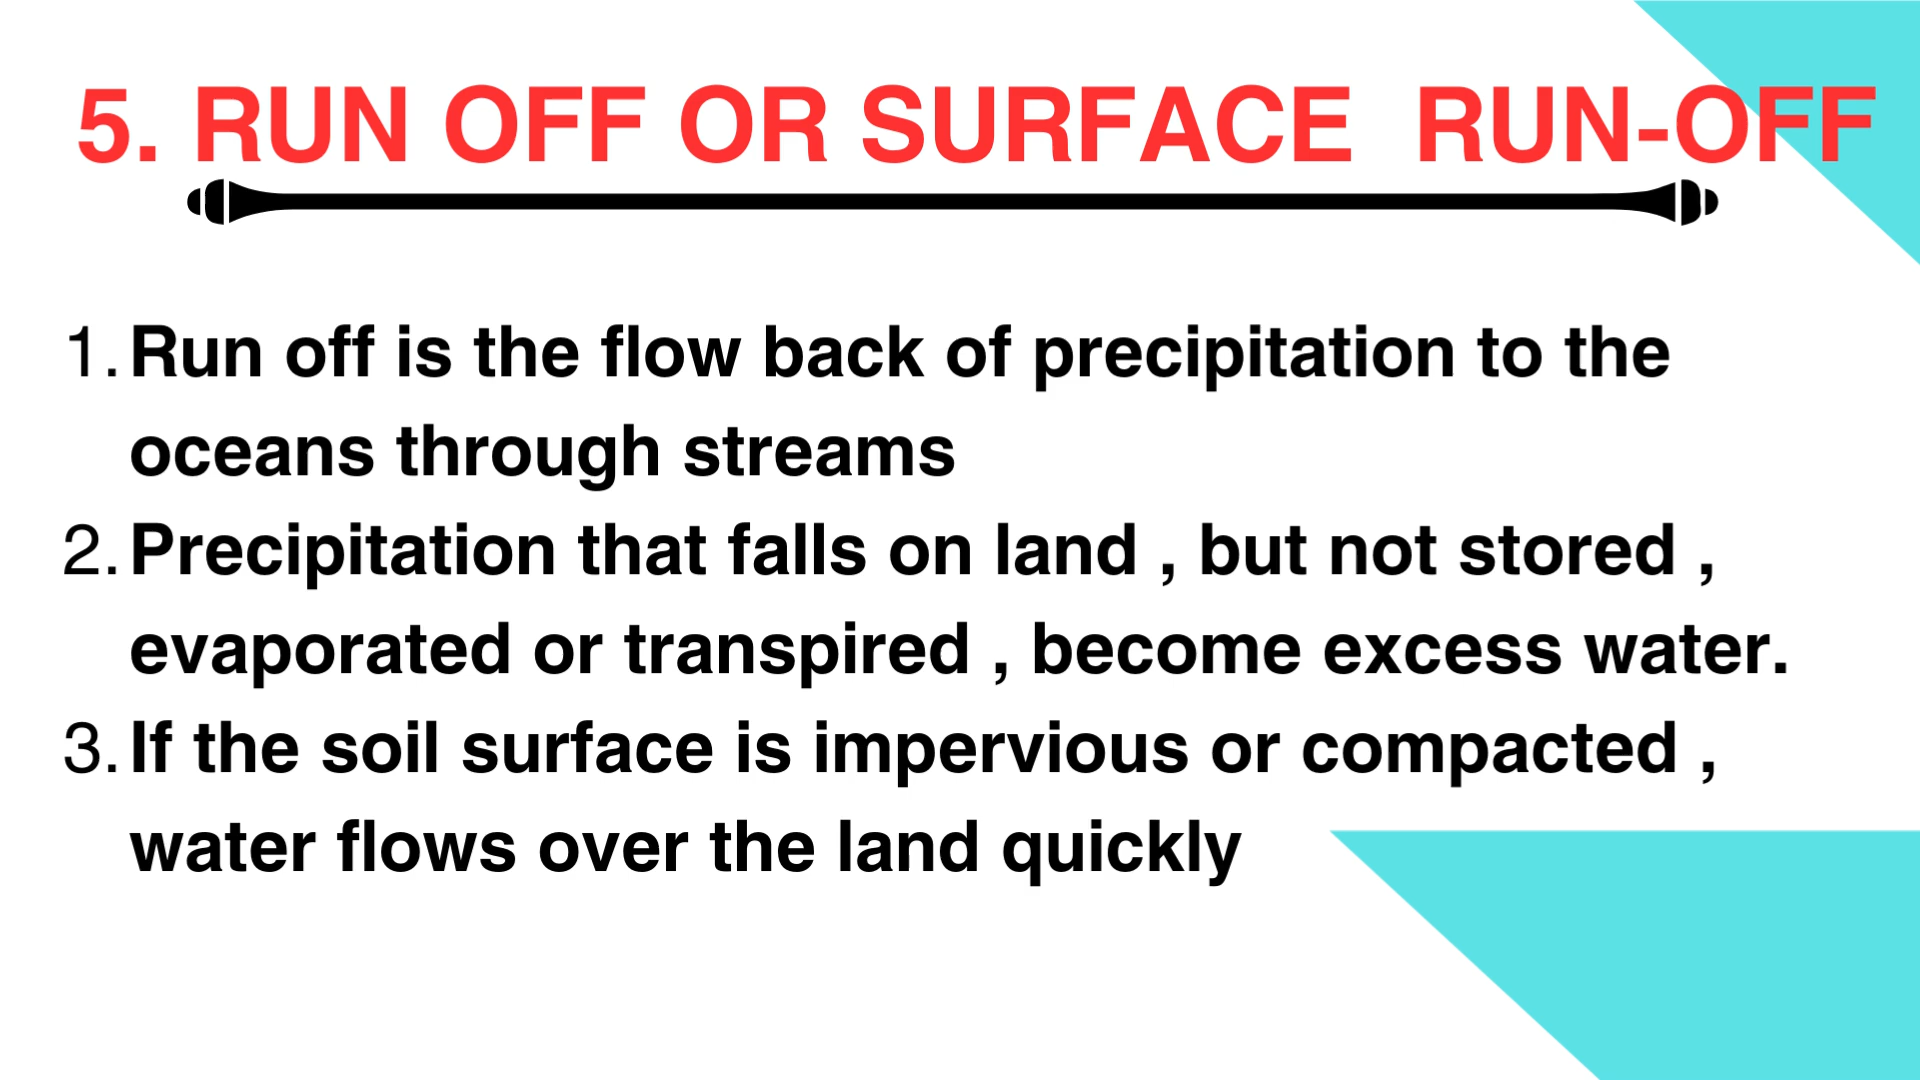 5. RUN OFF OR SURFACE RUN-OFF
1. Run off is the flow back of precipitation to the
oceans through streams
2. Precipitation that falls on land , but not stored ,
evaporated or transpired , become excess water.
3. If the soil surface is impervious or compacted ,
water flows over the land quickly